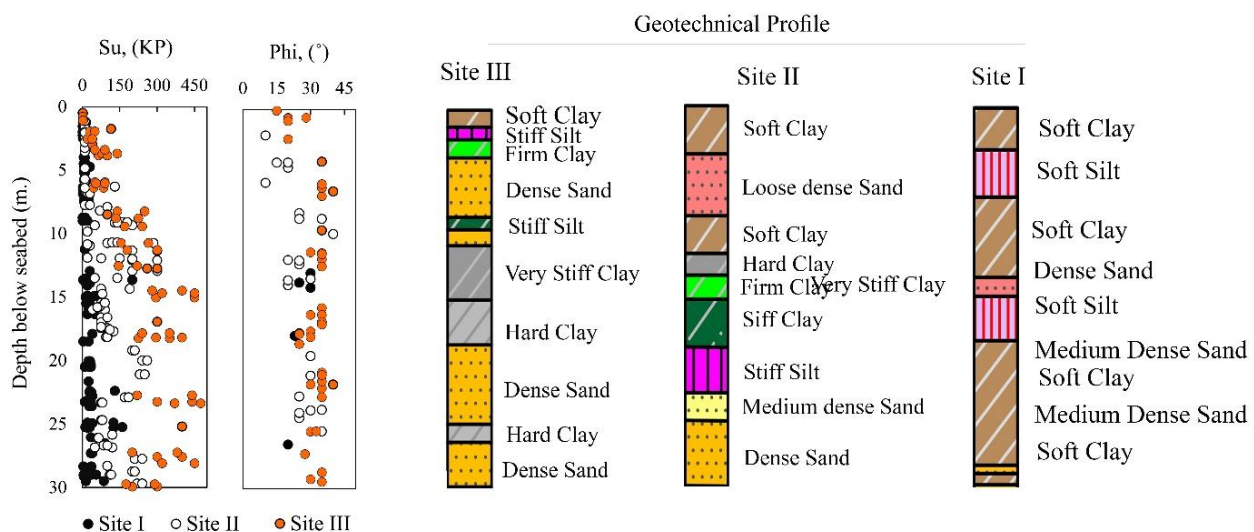 Geotechnical Profile
Su, (KP)
0 150 300 450
Phi, (°)
0 15 30 45
Depth below seabed (m.)
0
5
10
15
20
25
30
Site I
Site II
Site III
Site III
Soft Clay
Stiff Silt
Firm Clay
Dense Sand
Stiff Silt
Very Stiff Clay
Hard Clay
Dense Sand
Hard Clay
Dense Sand
Site II
Soft Clay
Loose dense Sand
Soft Clay
Hard Clay
Firm Clay
Very Stiff Clay
Siff Clay
Stiff Silt
Medium dense Sand
Dense Sand
Site I
Soft Clay
Soft Silt
Soft Clay
Dense Sand
Soft Silt
Medium Dense Sand
Soft Clay
Medium Dense Sand
Soft Clay